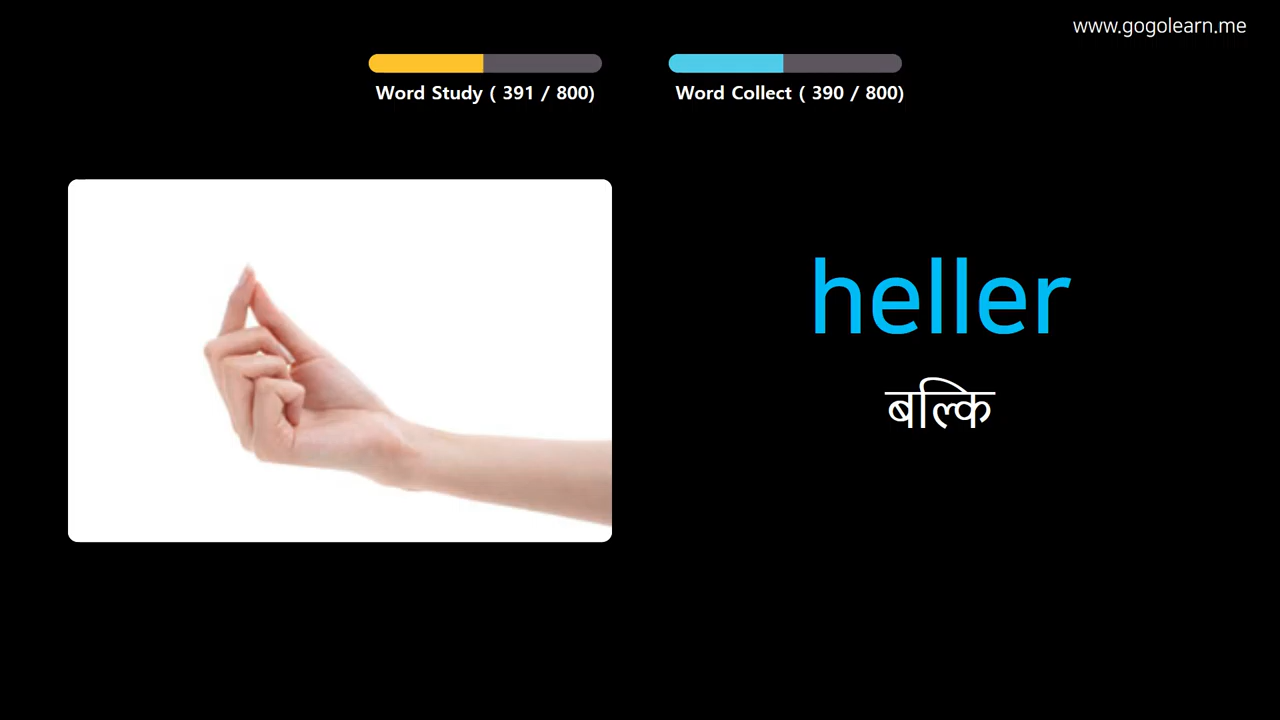 www.gogolearn.me
Word Study ( 391 / 800)
Word Collect ( 390 / 800)
heller
बल्कि